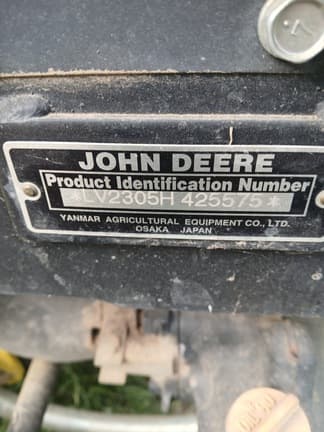 JOHN DEERE
Product Identification Number
*LV2305H 425575*
YANMAR AGRICULTURAL EQUIPMENT CO., LTD.
OSAKA JAPAN